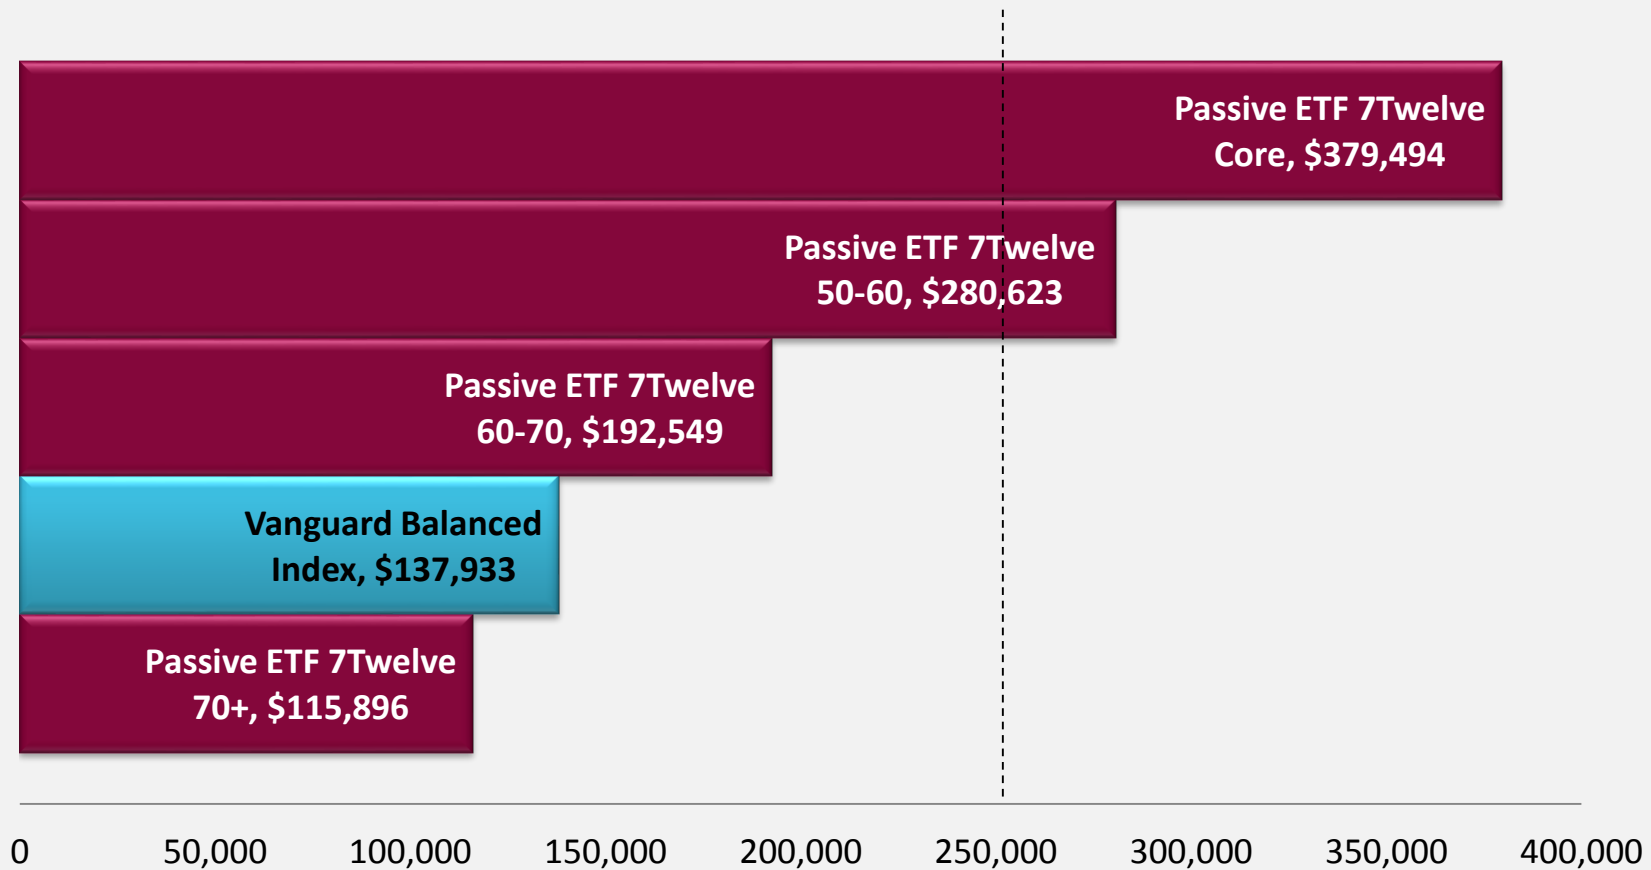 Passive ETF 7Twelve
Core, $379,494
Passive ETF 7Twelve
50-60, $280,623
Passive ETF 7Twelve
60-70, $192,549
Vanguard Balanced
Index, $137,933
Passive ETF 7Twelve
70+, $115,896
0 50,000 100,000 150,000 200,000 250,000 300,000 350,000 400,000